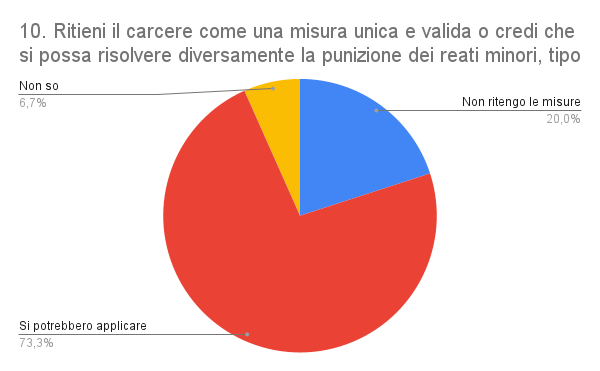 10. Ritieni il carcere come una misura unica e valida o credi che
si possa risolvere diversamente la punizione dei reati minori, tipo
Non so
6,7%
Non ritengo le misure
20,0%
Si potrebbero applicare
73,3%